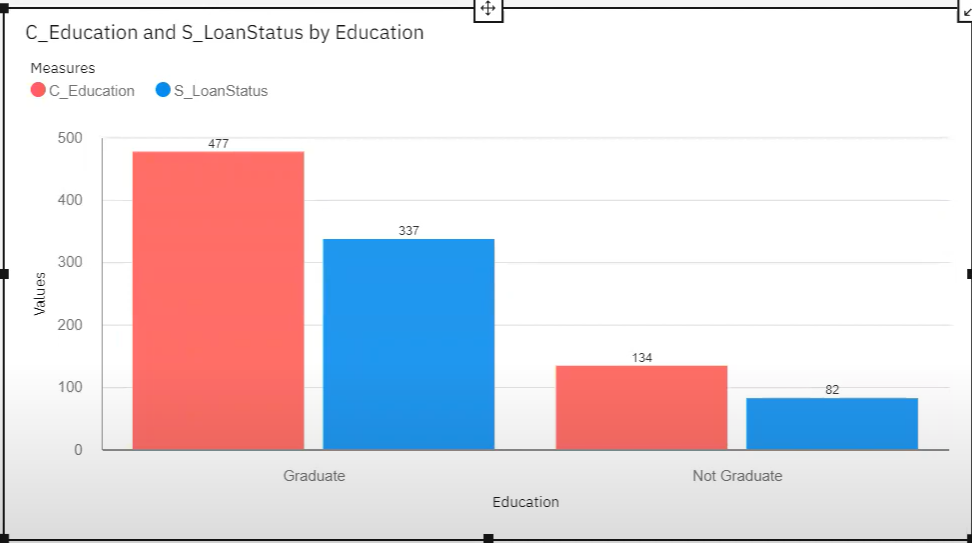 C_Education and S_LoanStatus by Education
Measures
C_Education S_LoanStatus
500
400
300
200
100
0
Values
477
337
134
82
Graduate Not Graduate
Education